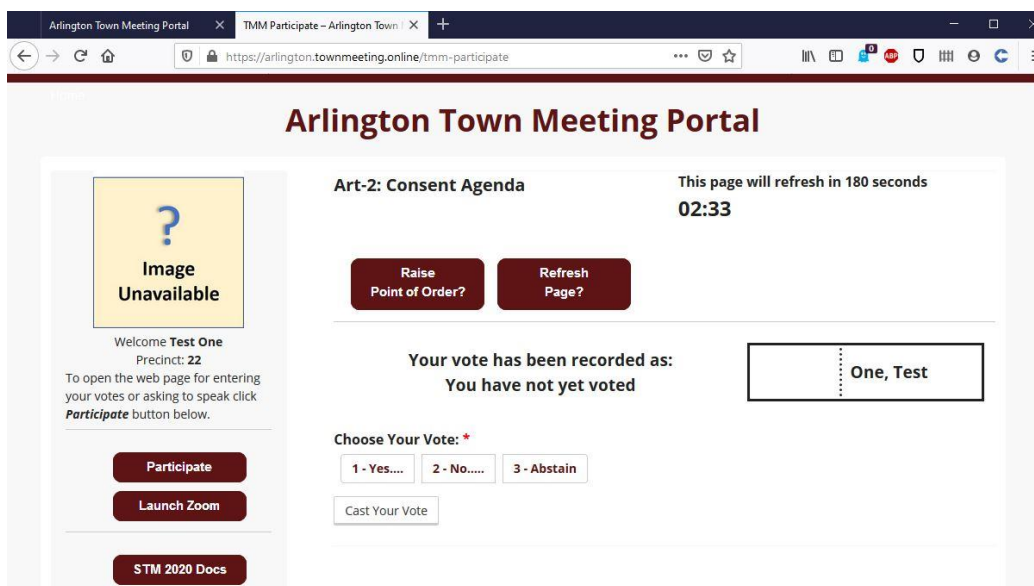 Arlington Town Meeting Portal
TMM Participate – Arlington Town
https://arlington.townmeeting.online/tmm-participate
0
ABP
Arlington Town Meeting Portal
?
Image
Unavailable
Welcome Test One
Precinct: 22
To open the web page for entering
your votes or asking to speak click
Participate button below.
Participate
Launch Zoom
STM 2020 Docs
Art-2: Consent Agenda
This page will refresh in 180 seconds
02:33
Raise
Point of Order?
Refresh
Page?
Your vote has been recorded as:
You have not yet voted
One, Test
Choose Your Vote: *
1 - Yes....
2 - No.....
3 - Abstain
Cast Your Vote